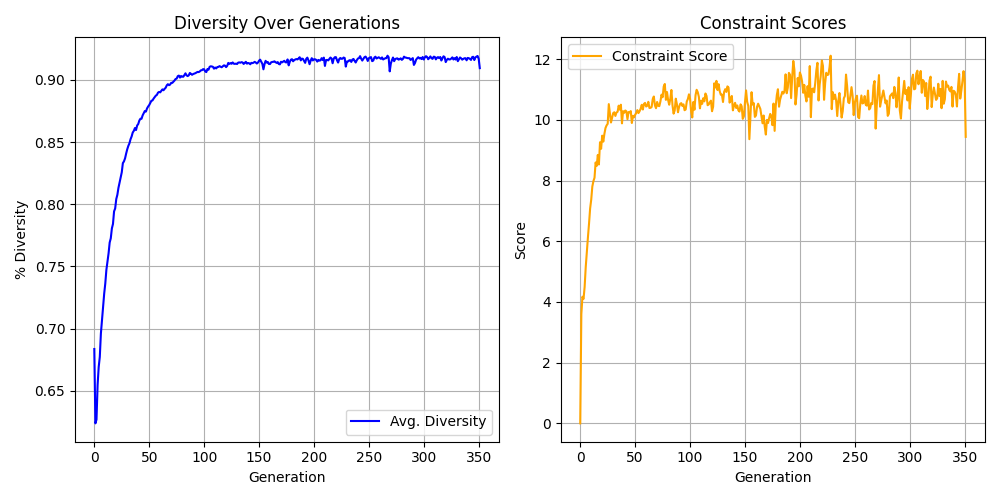 Diversity Over Generations
% Diversity
0.90
0.85
0.80
0.75
0.70
0.65
Avg. Diversity
0 50 100 150 200 250 300 350
Generation
Constraint Scores
Score
12
10
8
6
4
2
0
Constraint Score
0 50 100 150 200 250 300 350
Generation